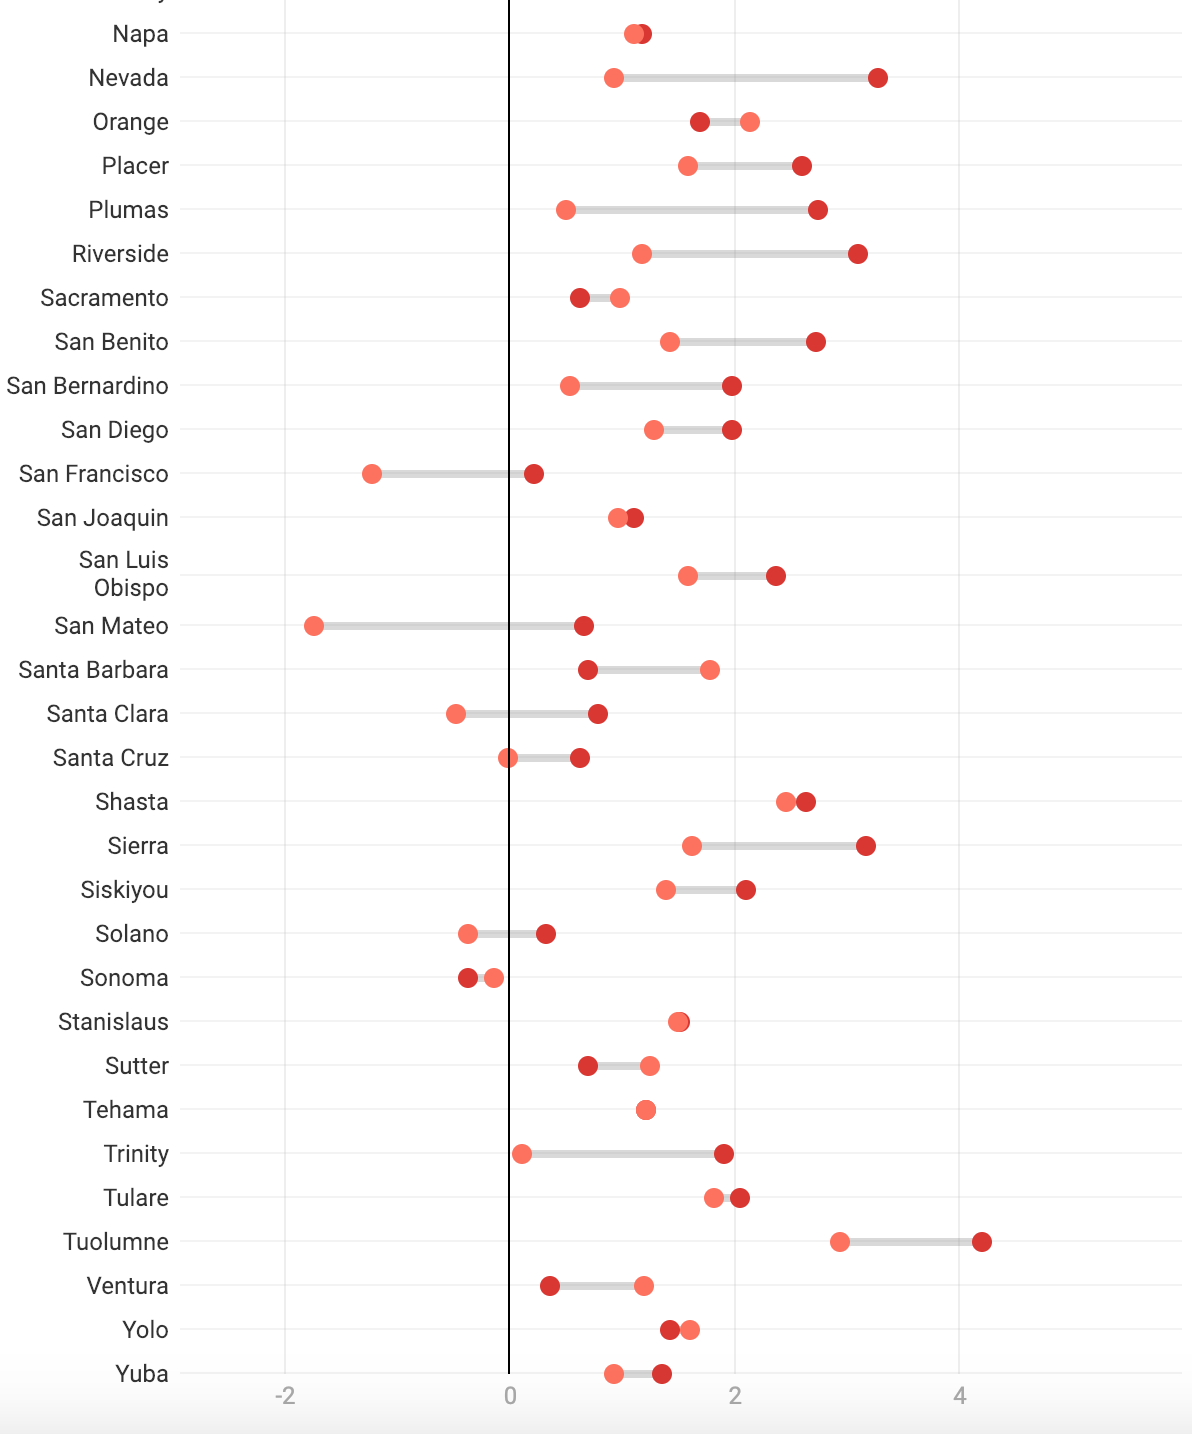 Napa
Nevada
Orange
Placer
Plumas
Riverside
Sacramento
San Benito
San Bernardino
San Diego
San Francisco
San Joaquin
San Luis
Obispo
San Mateo
Santa Barbara
Santa Clara
Santa Cruz
Shasta
Sierra
Siskiyou
Solano
Sonoma
Stanislaus
Sutter
Tehama
Trinity
Tulare
Tuolumne
Ventura
Yolo
Yuba
-2 0 2 4